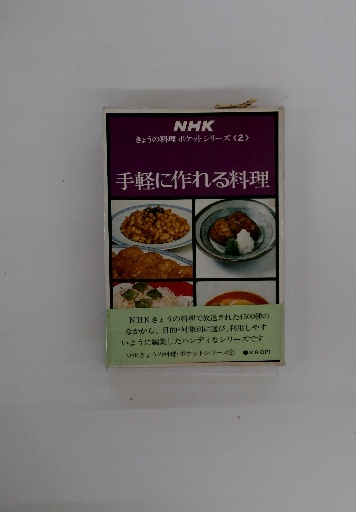 NHK
きょうの料理 ポケットシリーズ〈2〉
手軽に作れる料理
NHKきょうの料理で放送された4500種の
なかから、目的・対象別に選び、利用しやす
いように編集したハンディなシリーズです
NHKきょうの料理・ポケットシリーズ② ●280円